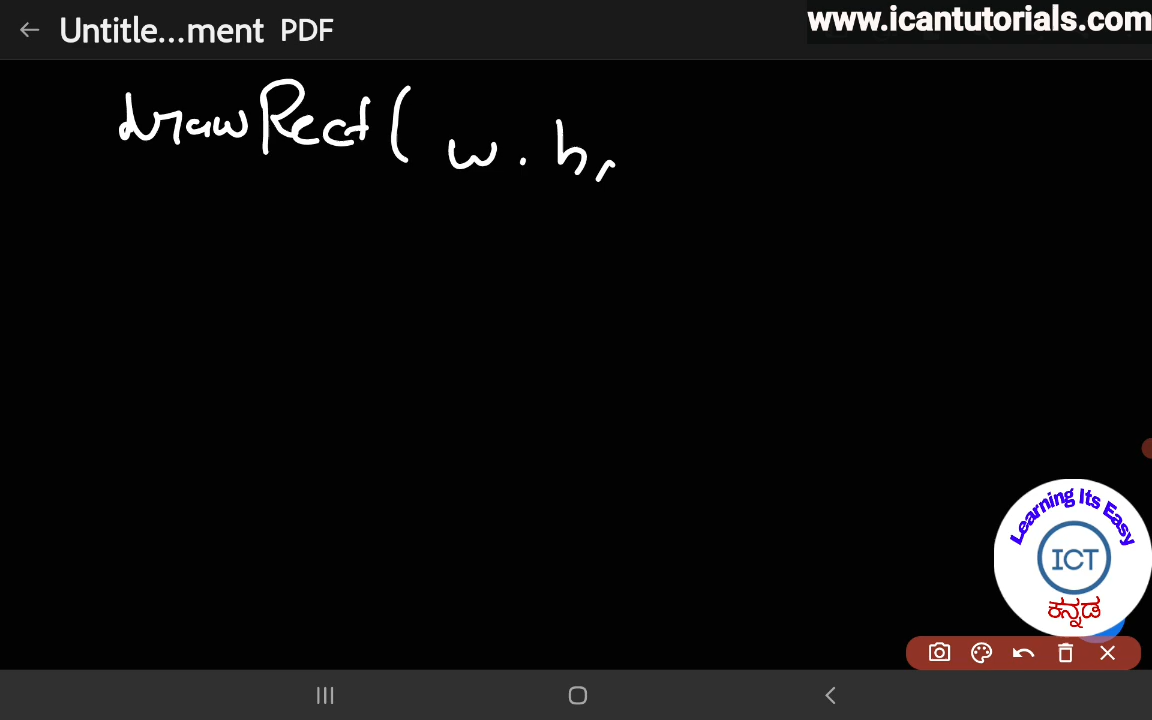 Untitle...ment PDF
www.icantutorials.com
drawRect( w . h,
Learning Its Easy
ICT
ಕನ್ನಡ